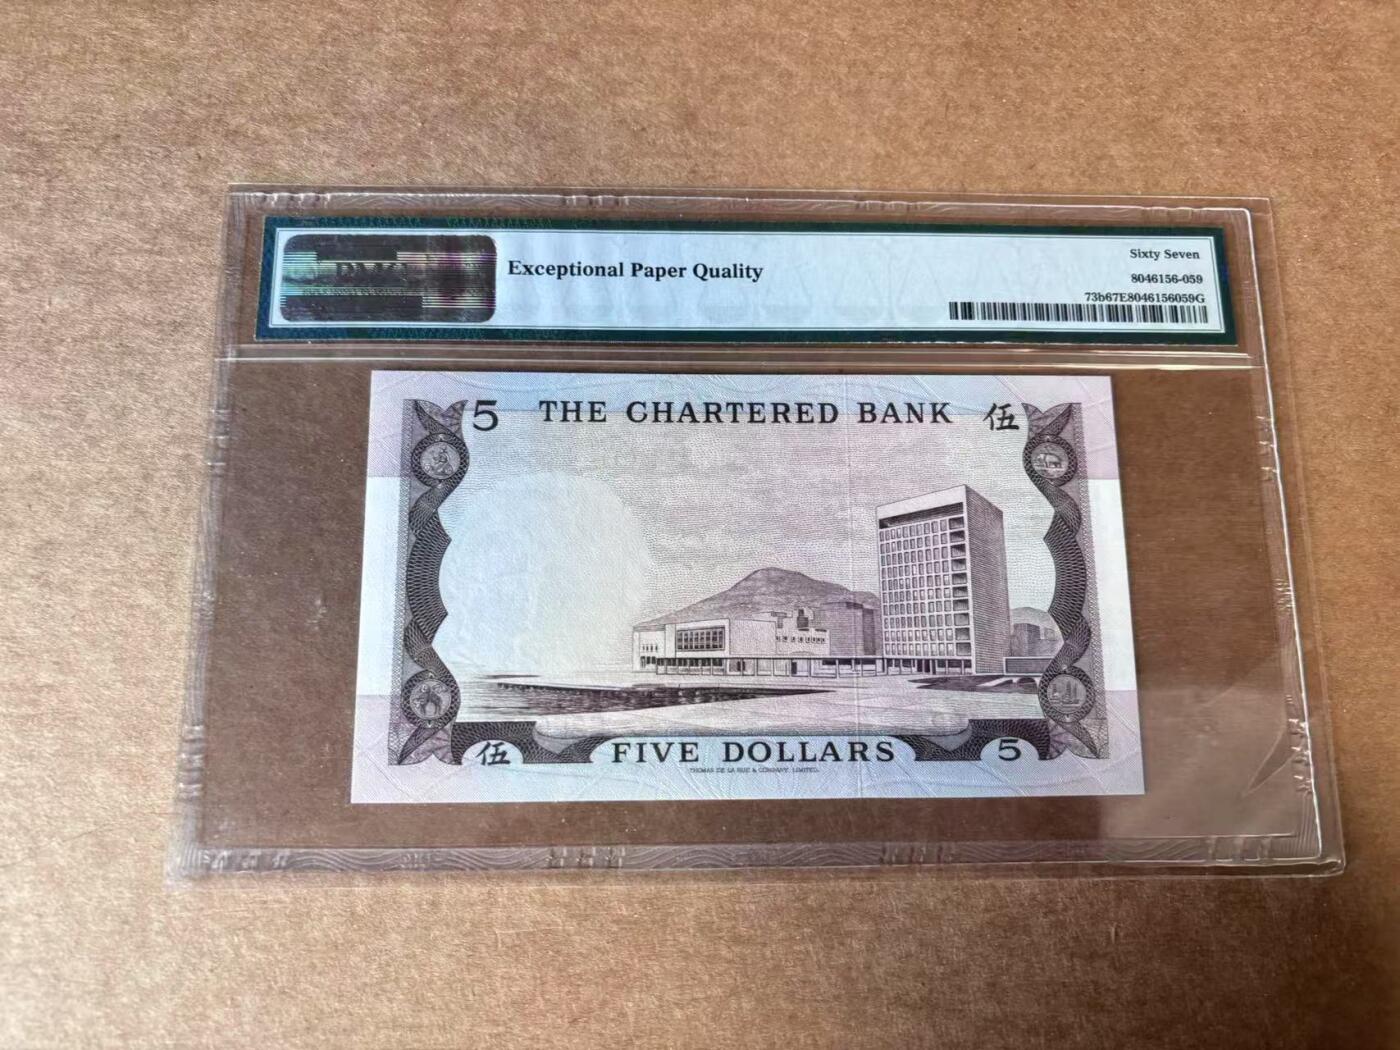 PMG
Exceptional Paper Quality
Sixty Seven
8046156-059
73b67E8046156059G
5 THE CHARTERED BANK 伍
伍 FIVE DOLLARS 5
THOMAS DE LA RUE & COMPANY, LIMITED.